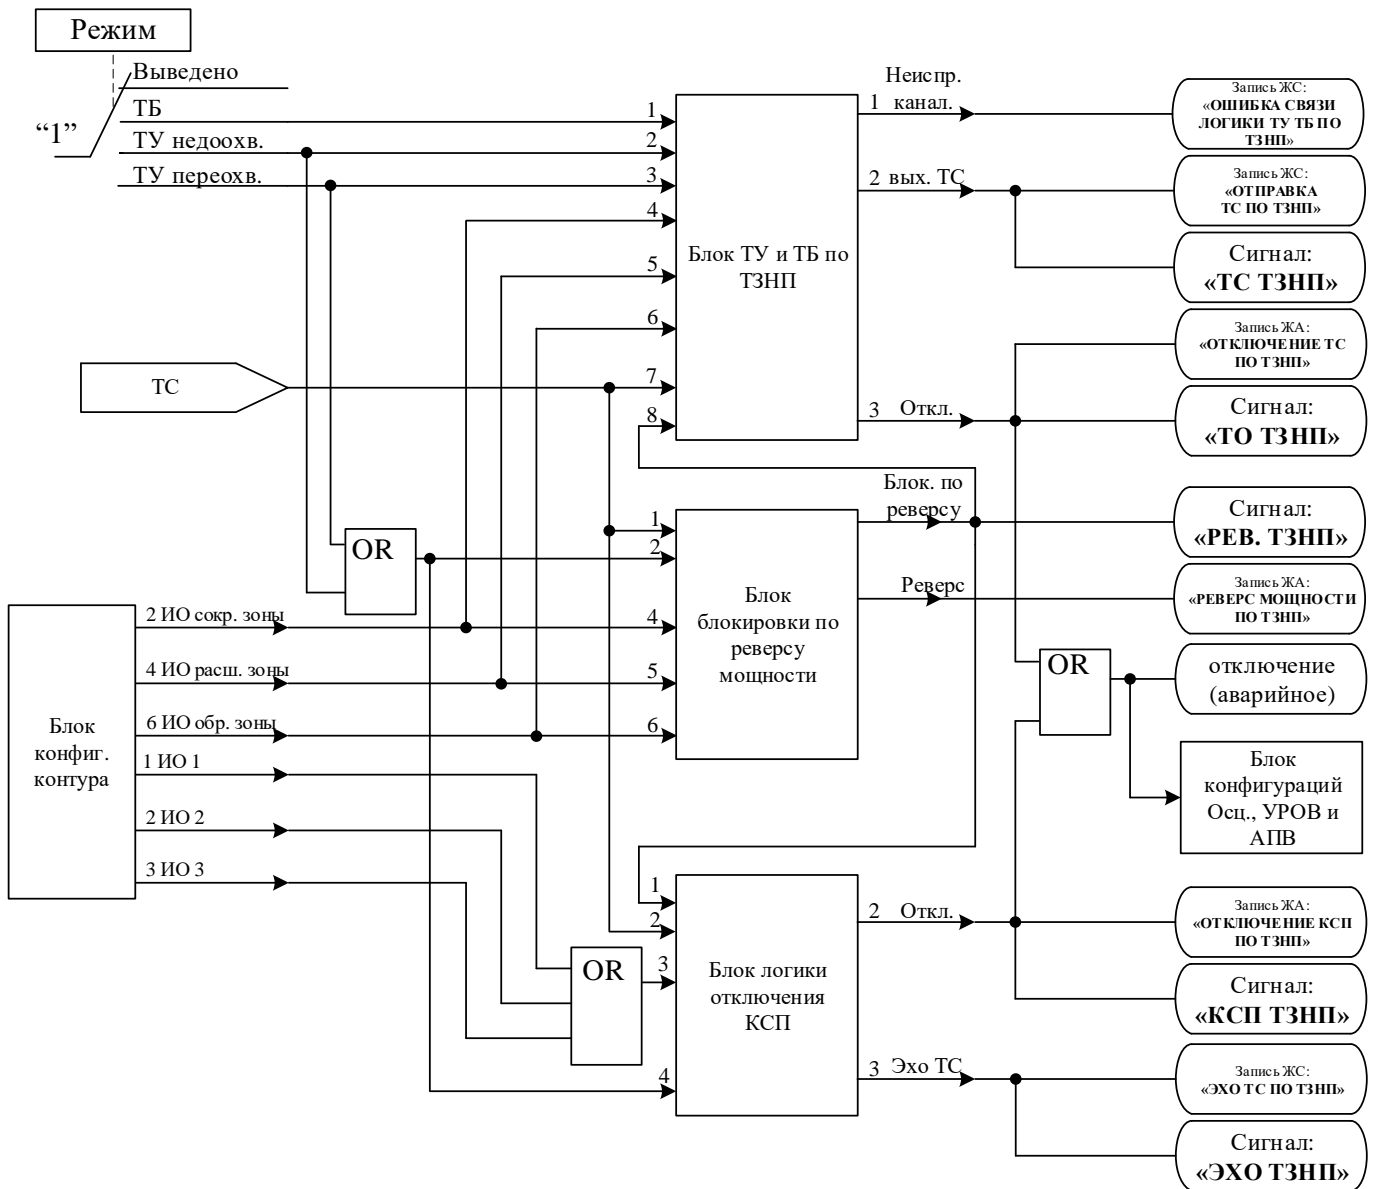 Режим
Выведено
ТБ
“1”
ТУ недоохв.
ТУ переохв.
1
2
3
4
5
6
7
8
Блок ТУ и ТБ по
ТЗНП
Неиспр.
1 канал.
2 вых. ТС
3 Откл.
Запись ЖС:
«ОШИБКА СВЯЗИ
ЛОГИКИ ТУ ТБ ПО
ТЗНП»
Запись ЖС:
«ОТПРАВКА
ТС ПО ТЗНП»
Сигнал:
«ТС ТЗНП»
Запись ЖА:
«ОТКЛЮЧЕНИЕ ТС
ПО ТЗНП»
Сигнал:
«ТО ТЗНП»
ТС
OR
1
2
4
5
6
Блок
блокировки по
реверсу
мощности
Блок. по
реверсу
Реверс
Сигнал:
«РЕВ. ТЗНП»
Запись ЖА:
«РЕВЕРС МОЩНОСТИ
ПО ТЗНП»
OR
отключение
(аварийное)
Блок
конфигураций
Осц., УРОВ и
АПВ
Блок
конфиг.
контура
2 ИО сокр. зоны
4 ИО расш. зоны
6 ИО обр. зоны
1 ИО 1
2 ИО 2
3 ИО 3
OR
1
2
3
4
Блок логики
отключения
КСП
2 Откл.
3 Эхо ТС
Запись ЖА:
«ОТКЛЮЧЕНИЕ КСП
ПО ТЗНП»
Сигнал:
«КСП ТЗНП»
Запись ЖС:
«ЭХО ТС ПО ТЗНП»
Сигнал:
«ЭХО ТЗНП»